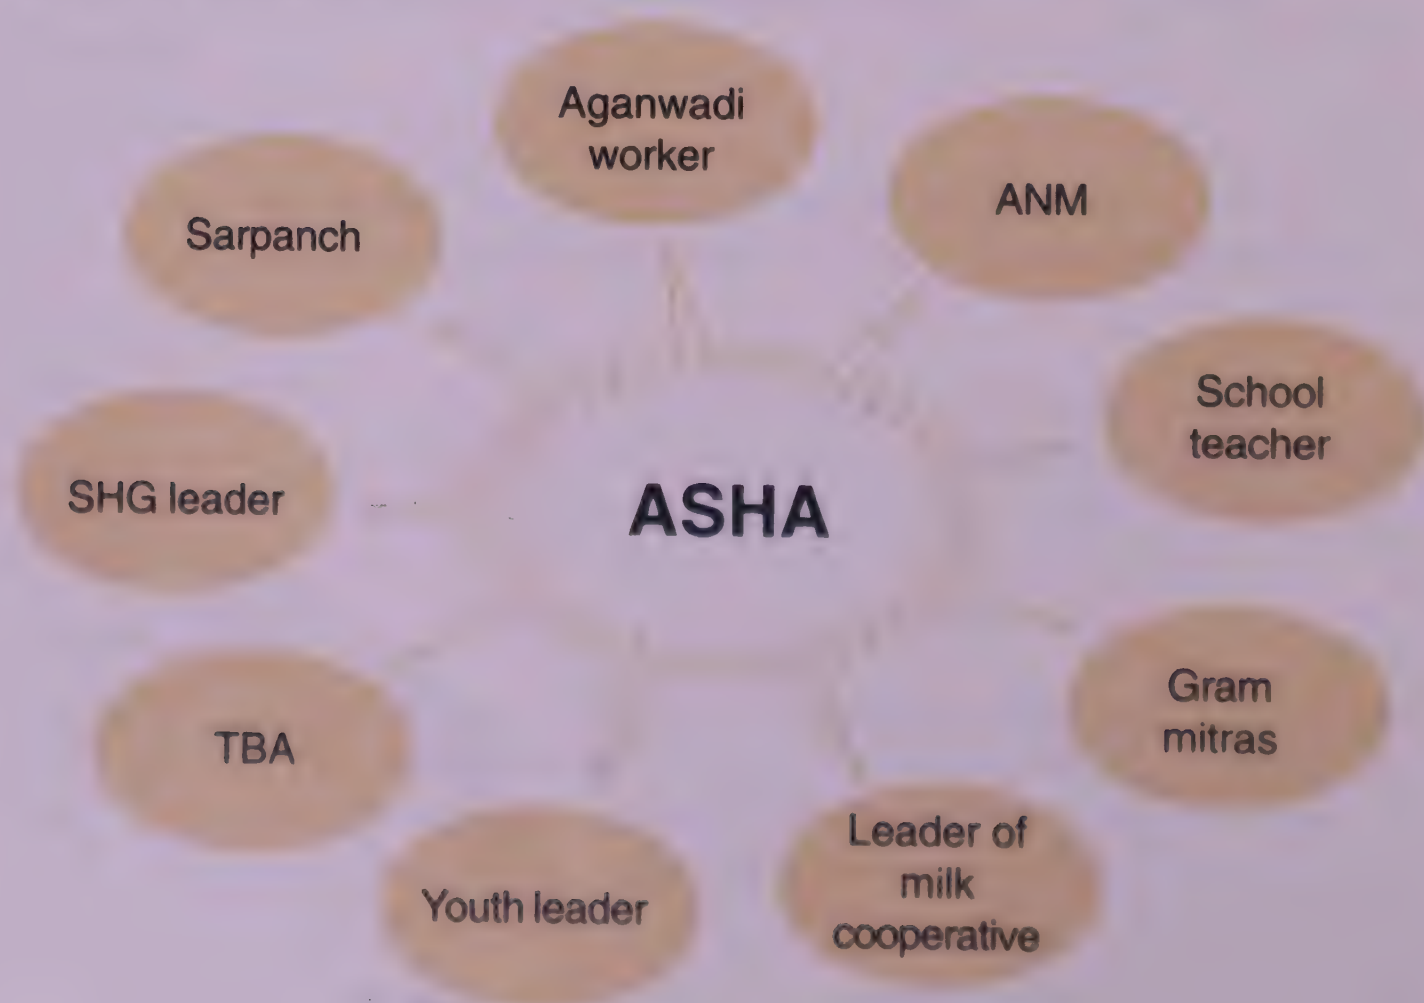 Aganwadi
worker
ANM
Sarpanch
School
teacher
SHG leader
ASHA
Gram
mitras
TBA
Leader of
milk
cooperative
Youth leader